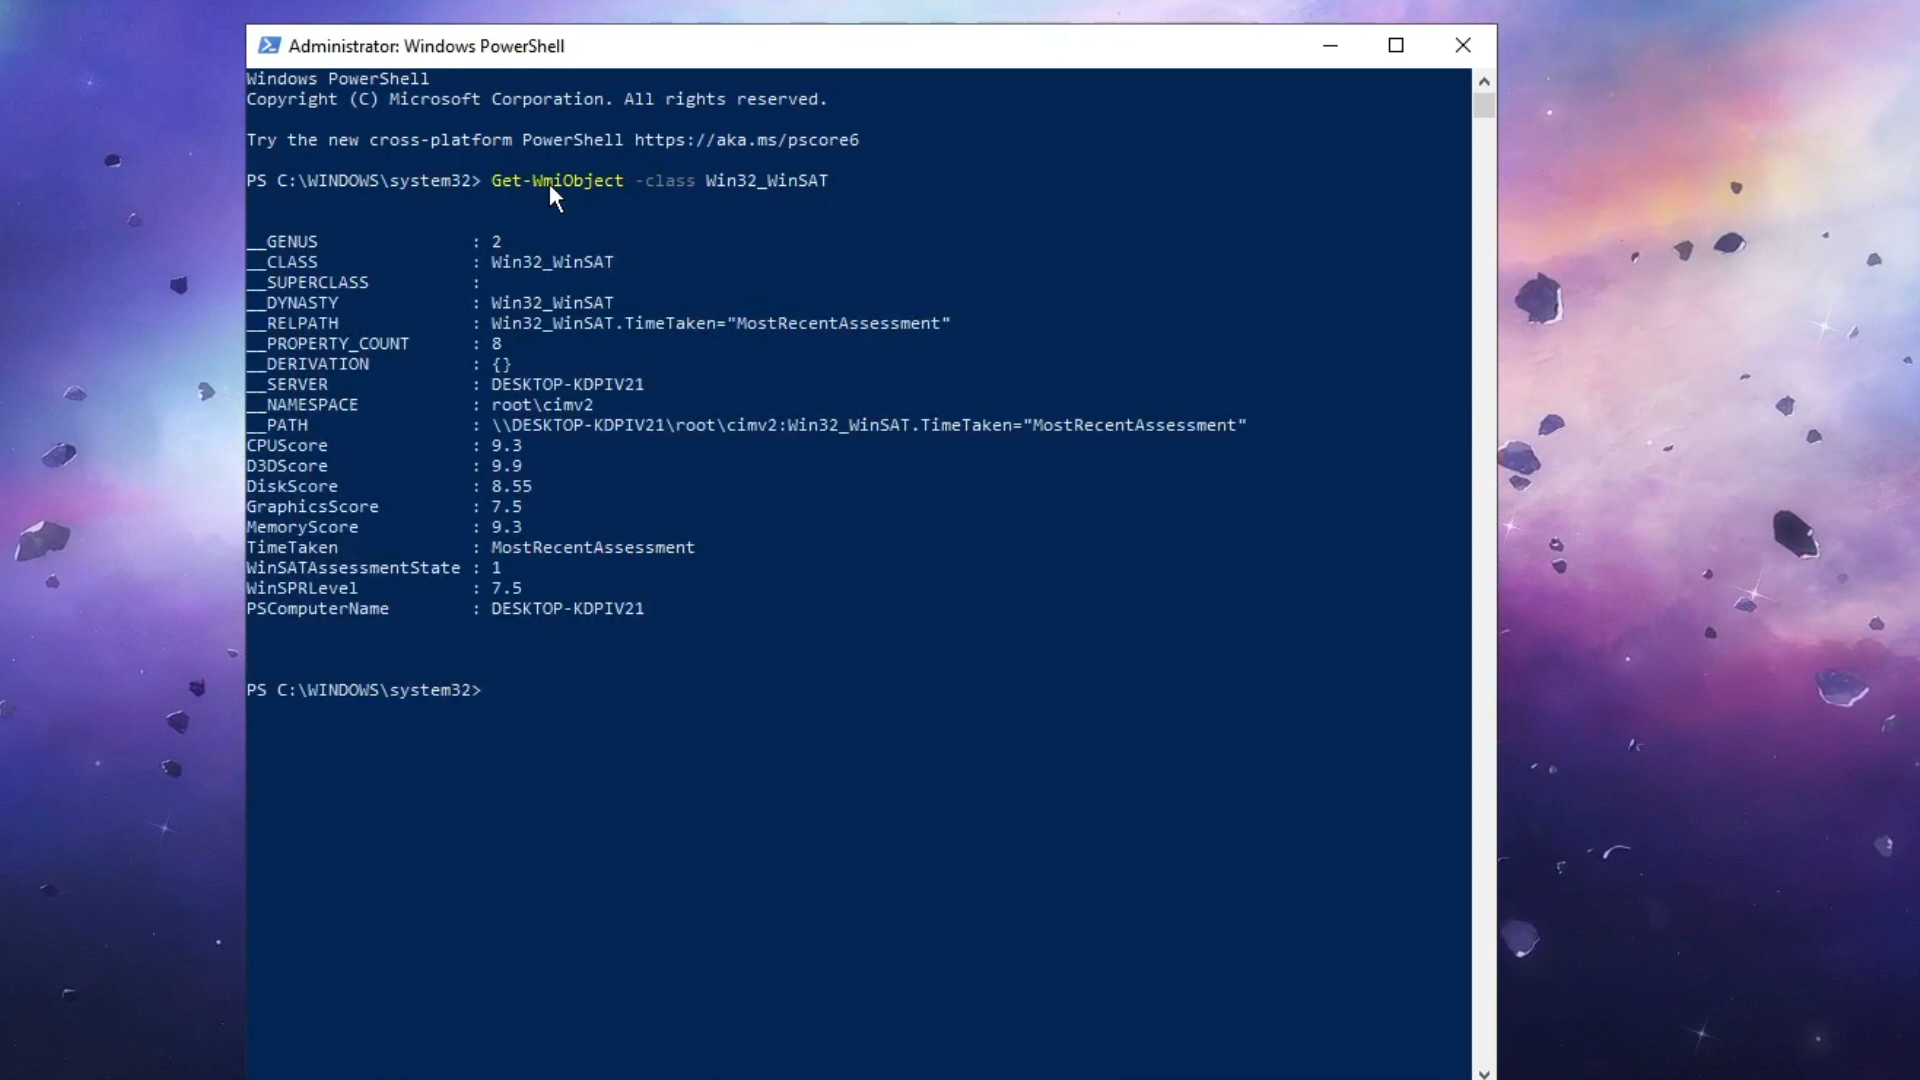 Administrator: Windows PowerShell
Windows PowerShell
Copyright (C) Microsoft Corporation. All rights reserved.
Try the new cross-platform PowerShell https://aka.ms/pscore6
PS C:\WINDOWS\system32> Get-WmiObject -class Win32_WinSAT
__GENUS : 2
__CLASS : Win32_WinSAT
__SUPERCLASS :
__DYNASTY : Win32_WinSAT
__RELPATH : Win32_WinSAT.TimeTaken="MostRecentAssessment"
__PROPERTY_COUNT : 8
__DERIVATION : {}
__SERVER : DESKTOP-KDPIV21
__NAMESPACE : root\cimv2
__PATH : \\DESKTOP-KDPIV21\root\cimv2:Win32_WinSAT.TimeTaken="MostRecentAssessment"
CPUScore : 9.3
D3DScore : 9.9
DiskScore : 8.55
GraphicsScore : 7.5
MemoryScore : 9.3
TimeTaken : MostRecentAssessment
WinSATAssessmentState : 1
WinSPRLevel : 7.5
PSComputerName : DESKTOP-KDPIV21
PS C:\WINDOWS\system32>